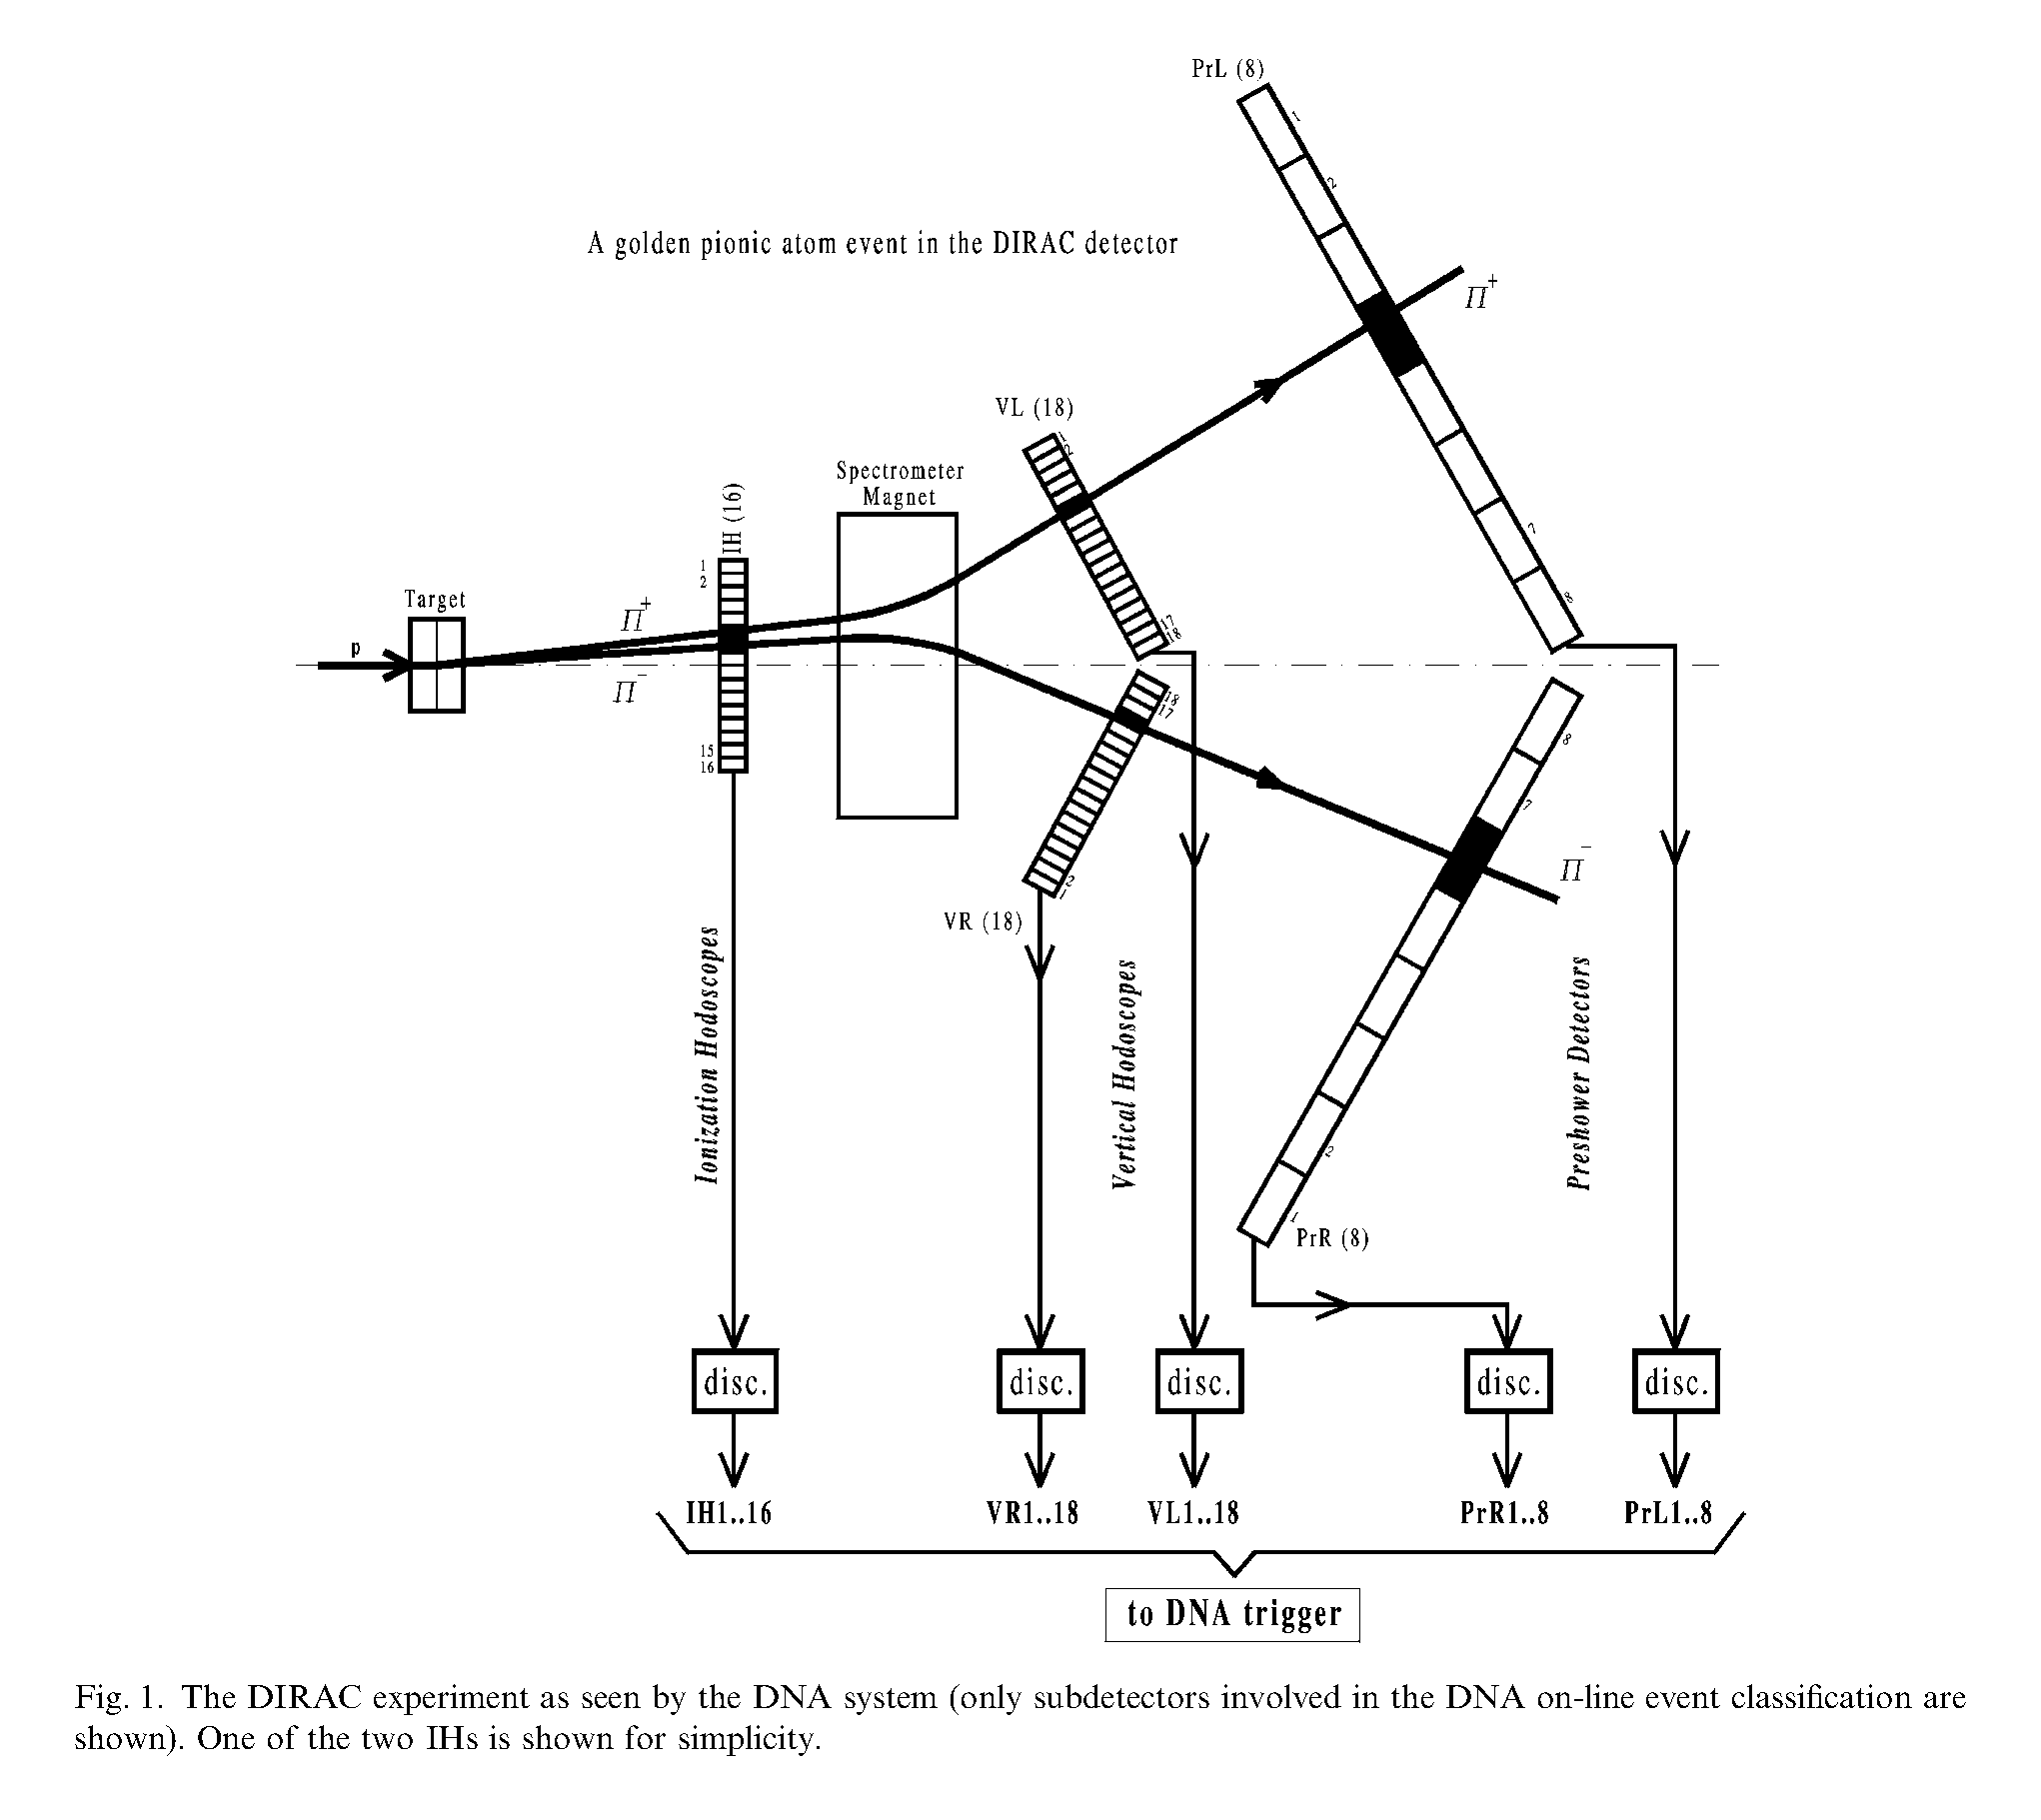 PrL (8)
1
2
A golden pionic atom event in the DIRAC detector
Π+
VL (18)
1
2
Spectrometer
Magnet
IH (16)
1
2
7
Target
Π+
8
17
18
p
Π-
18
17
15
16
8
7
Π-
2
1
VR (18)
Ionization Hodoscopes
Vertical Hodoscopes
Preshower Detectors
2
1
PrR (8)
disc. disc. disc. disc. disc.
IH1..16 VR1..18 VL1..18 PrR1..8 PrL1..8
to DNA trigger
Fig. 1. The DIRAC experiment as seen by the DNA system (only subdetectors involved in the DNA on-line event classification are
shown). One of the two IHs is shown for simplicity.